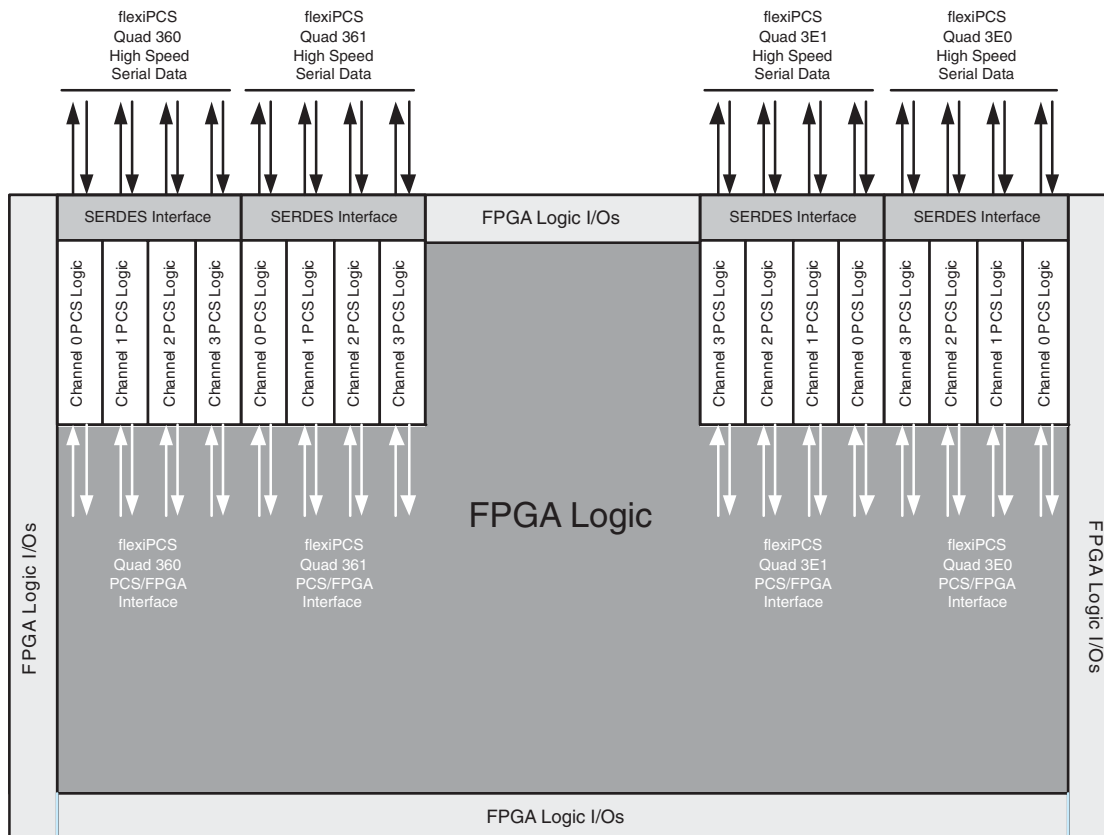 flexiPCS
Quad 360
High Speed
Serial Data
flexiPCS
Quad 361
High Speed
Serial Data
flexiPCS
Quad 3E1
High Speed
Serial Data
flexiPCS
Quad 3E0
High Speed
Serial Data
SERDES Interface
SERDES Interface
FPGA Logic I/Os
SERDES Interface
SERDES Interface
Channel 0 PCS Logic
Channel 1 PCS Logic
Channel 2 PCS Logic
Channel 3 PCS Logic
Channel 0 PCS Logic
Channel 1 PCS Logic
Channel 2 PCS Logic
Channel 3 PCS Logic
Channel 3 PCS Logic
Channel 2 PCS Logic
Channel 1 PCS Logic
Channel 0 PCS Logic
Channel 3 PCS Logic
Channel 2 PCS Logic
Channel 1 PCS Logic
Channel 0 PCS Logic
FPGA Logic
FPGA Logic I/Os
flexiPCS
Quad 360
PCS/FPGA
Interface
flexiPCS
Quad 361
PCS/FPGA
Interface
flexiPCS
Quad 3E1
PCS/FPGA
Interface
flexiPCS
Quad 3E0
PCS/FPGA
Interface
FPGA Logic I/Os
FPGA Logic I/Os